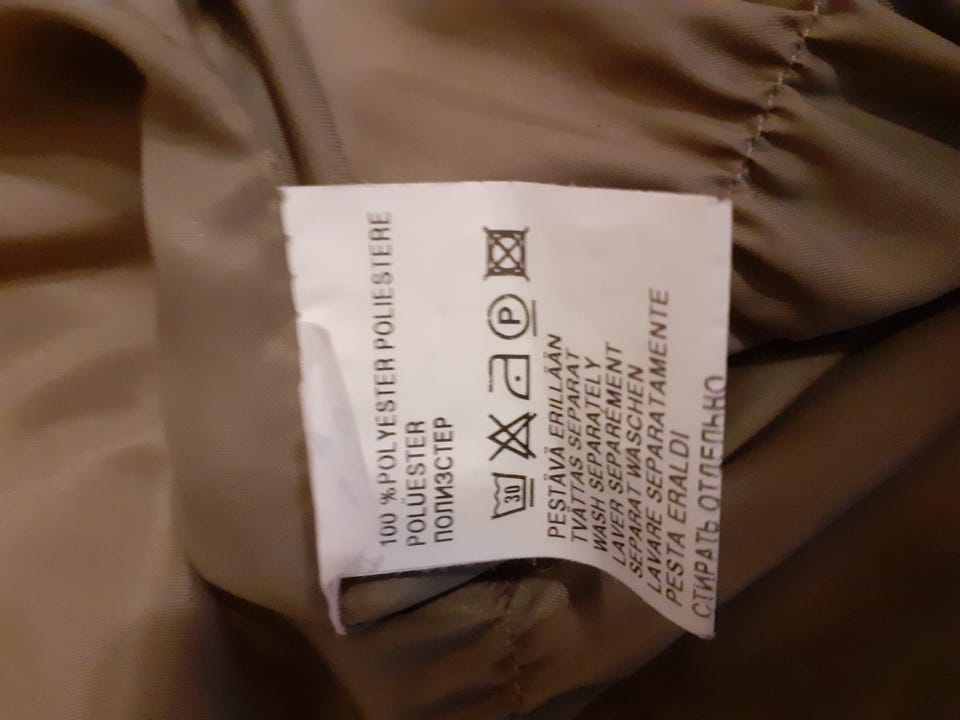 100 %POLYESTER POLIESTERE
POLÜESTER
ПОЛИЭСТЕР
30
P
PESTÄVÄ ERILLÄÄN
TVÄTTAS SEPARAT
WASH SEPARATELY
LAVER SEPARÉMENT
SEPARAT WASCHEN
LAVARE SEPARATAMENTE
PESTA ERALDI
СТИРАТЬ ОТДЕЛЬНО